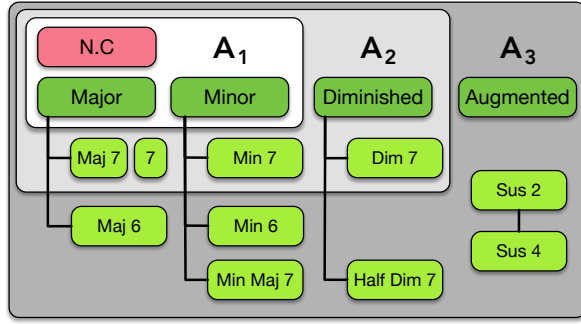 N.C A₁ A₂ A₃
Major Minor Diminished Augmented
Maj 7 7 Min 7 Dim 7
Sus 2
Maj 6 Min 6
Sus 4
Min Maj 7 Half Dim 7